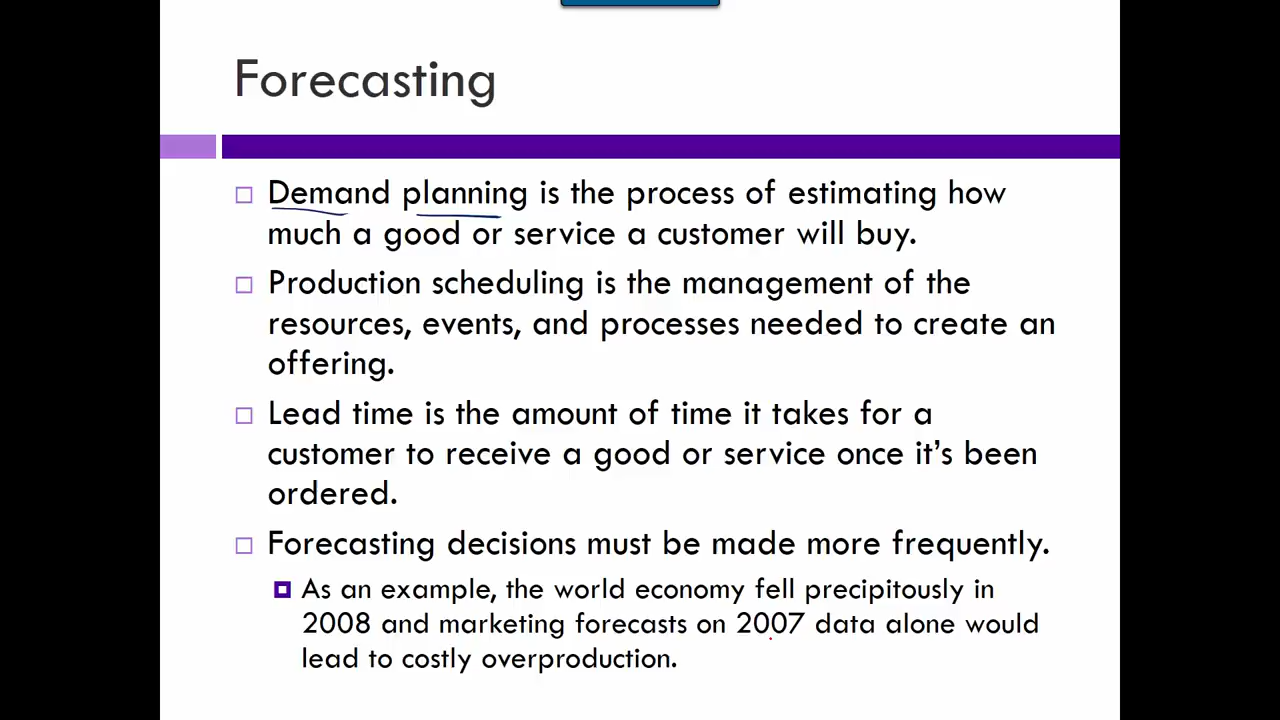 Forecasting
Demand planning is the process of estimating how
much a good or service a customer will buy.
Production scheduling is the management of the
resources, events, and processes needed to create an
offering.
Lead time is the amount of time it takes for a
customer to receive a good or service once it’s been
ordered.
Forecasting decisions must be made more frequently.
As an example, the world economy fell precipitously in
2008 and marketing forecasts on 2007 data alone would
lead to costly overproduction.